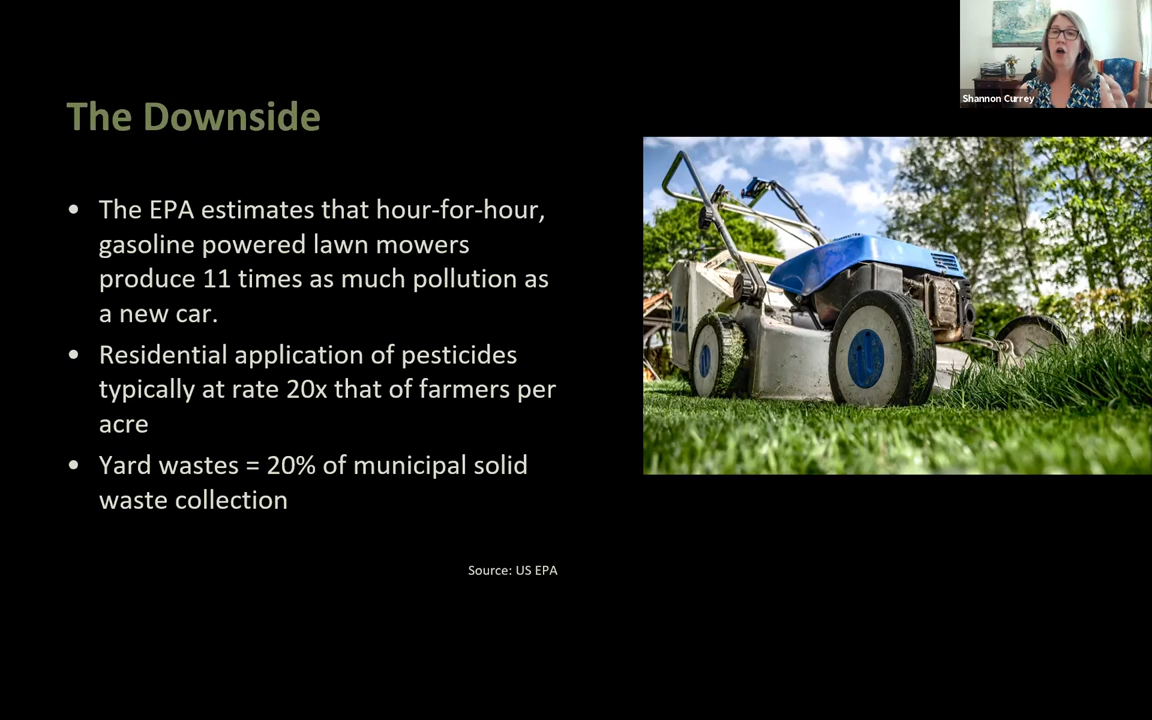 Shannon Currey
The Downside
• The EPA estimates that hour-for-hour,
gasoline powered lawn mowers
produce 11 times as much pollution as
a new car.
• Residential application of pesticides
typically at rate 20x that of farmers per
acre
• Yard wastes = 20% of municipal solid
waste collection
Source: US EPA